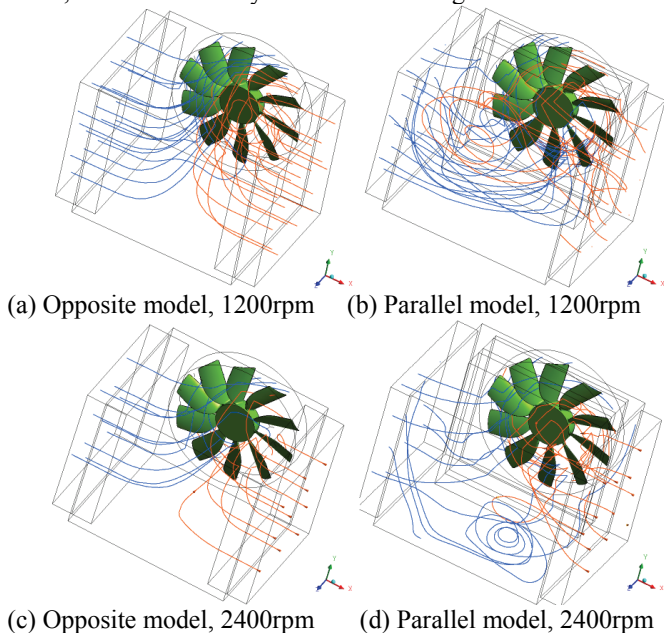 (a) Opposite model, 1200rpm (b) Parallel model, 1200rpm
Y
X
Z
Y
X
Z
(c) Opposite model, 2400rpm (d) Parallel model, 2400rpm
Y
X
Z
Y
X
Z